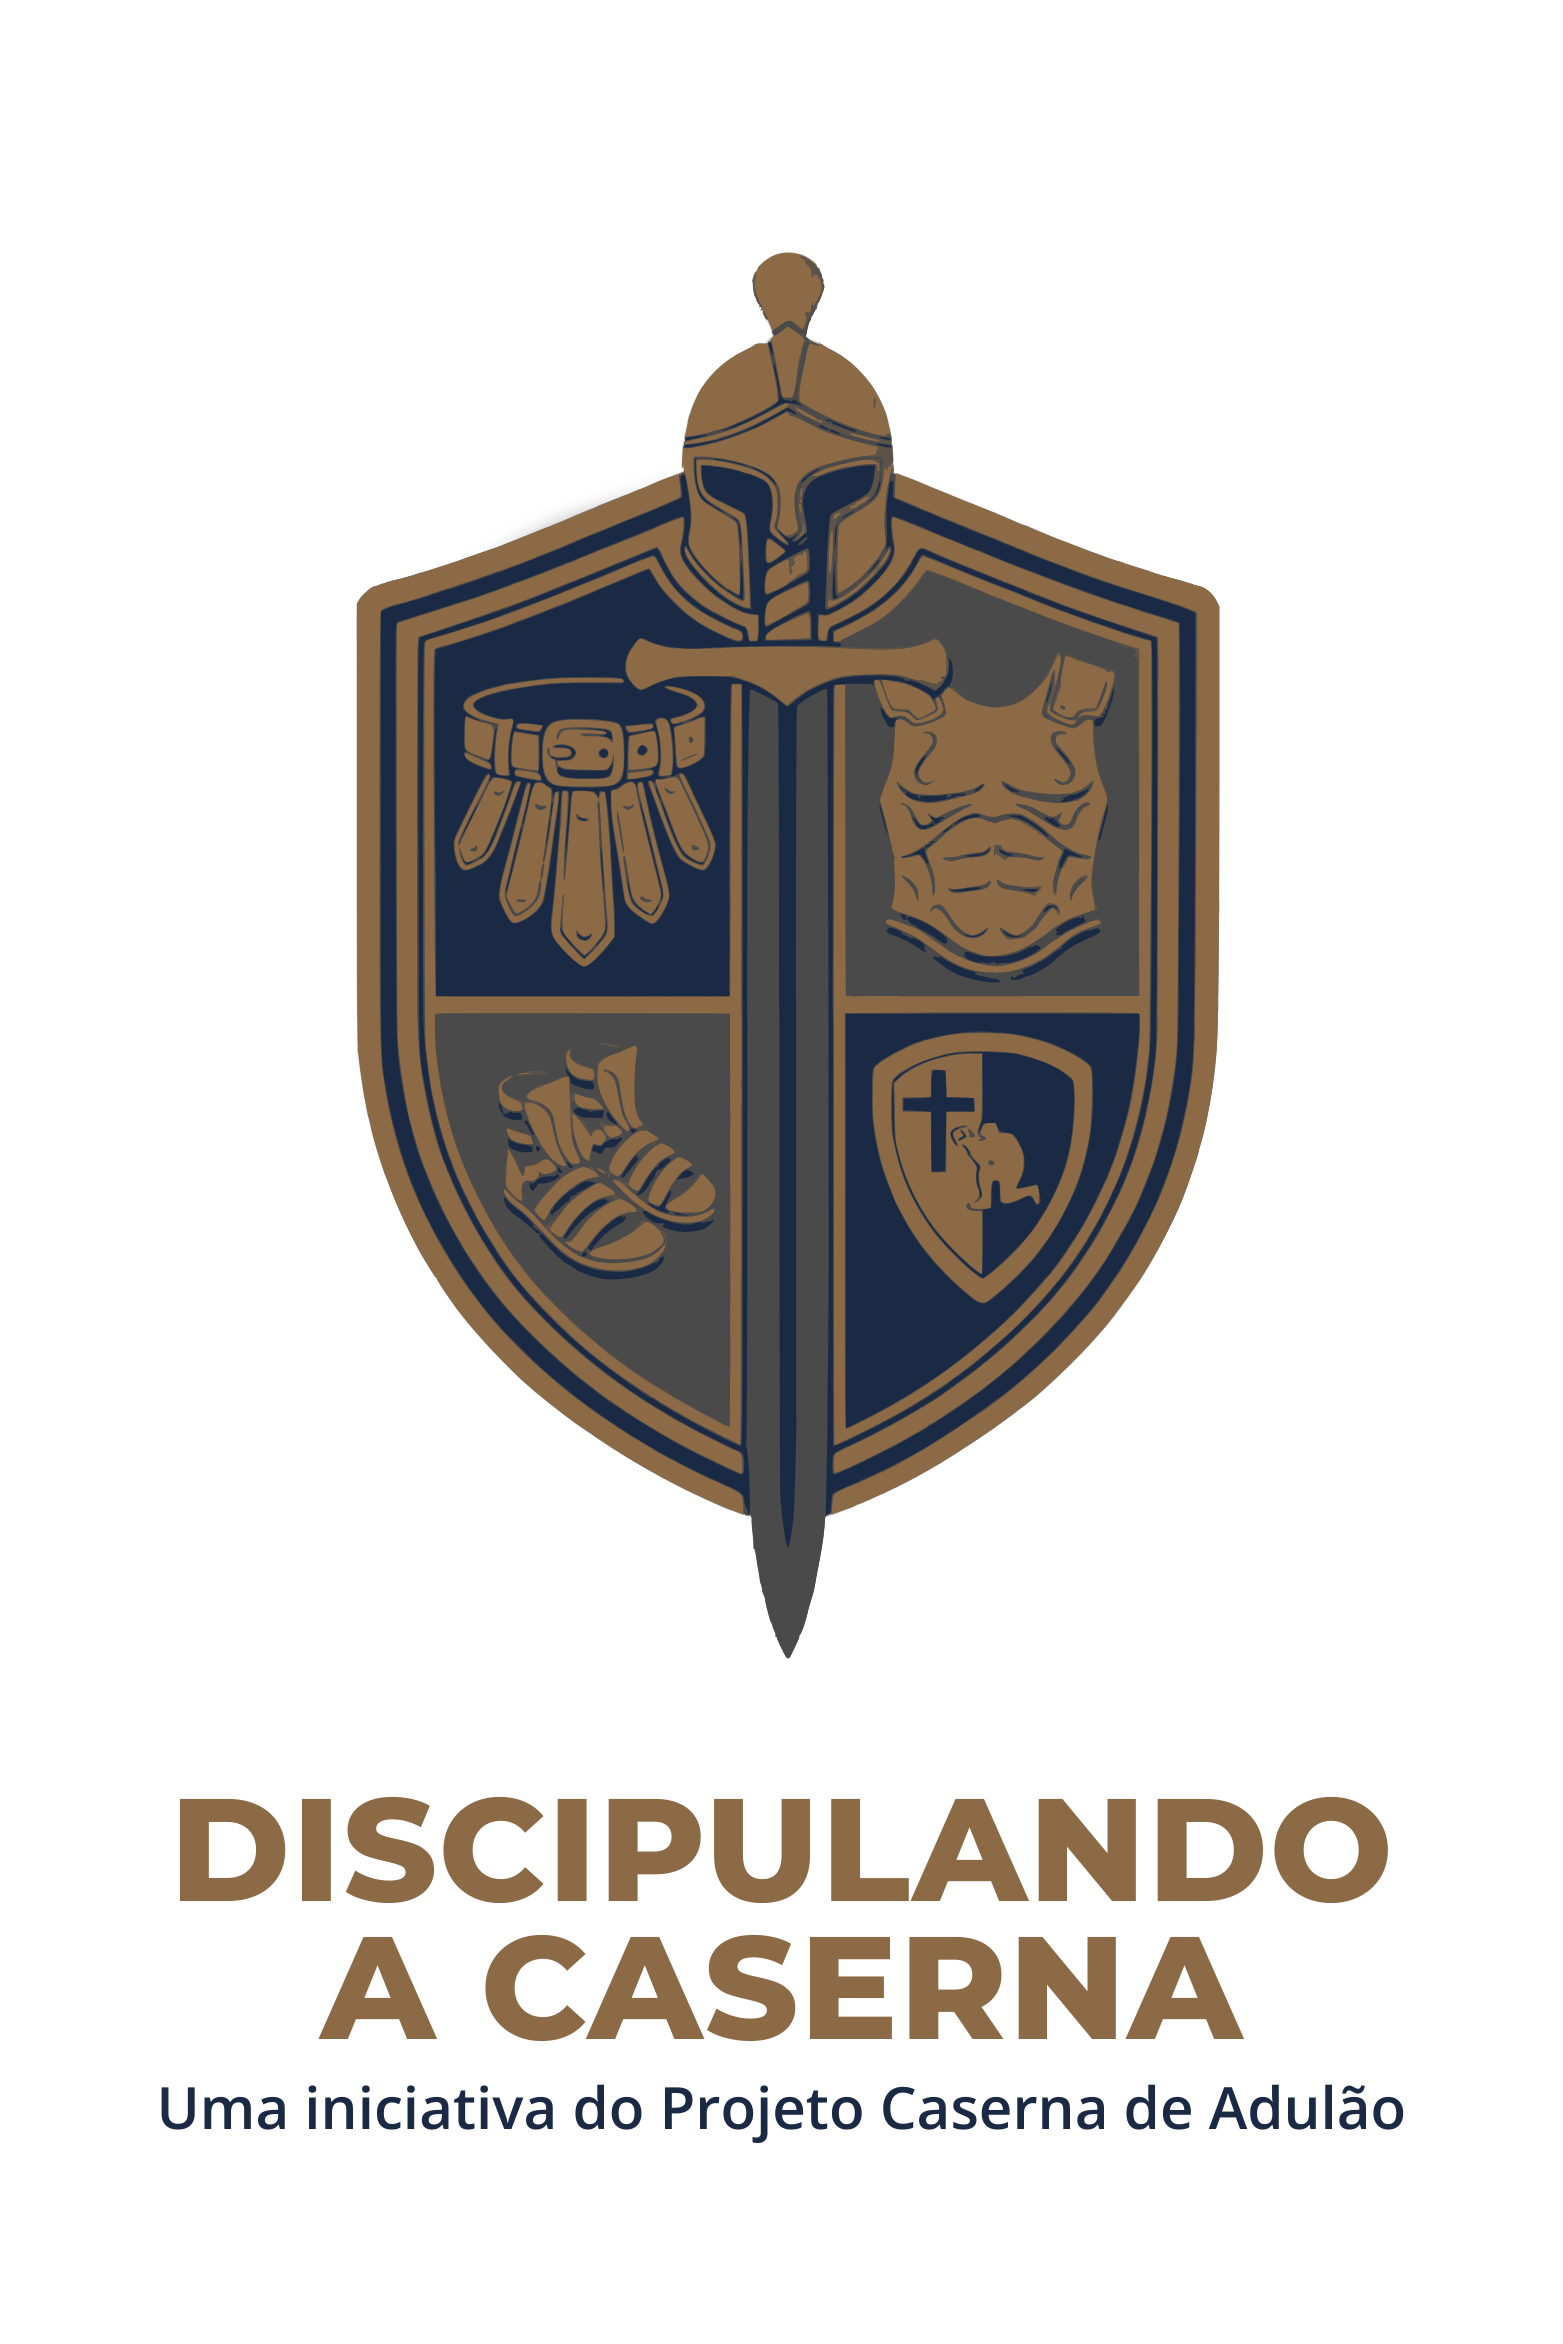 DISCIPULANDO
A CASERNA
Uma iniciativa do Projeto Caserna de Adulão